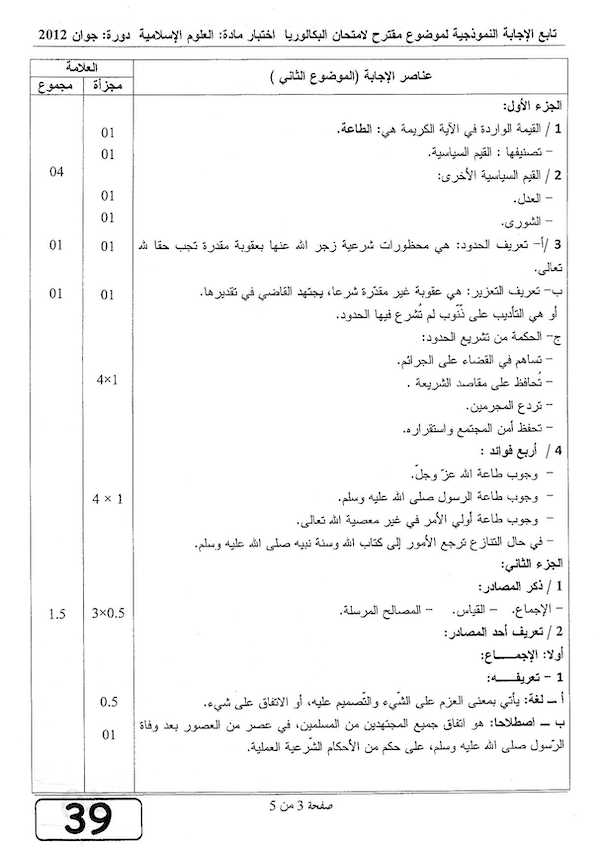 تابع الإجابة النموذجية لموضوع مقترح لامتحان البكالوريا اختبار مادة: العلوم الإسلامية دورة: جوان 2012
العلامة
عناصر الإجابة (الموضوع الثاني)
مجزأة مجموع
الجزء الأول:
1 / القيمة الواردة في الآية الكريمة هي: الطاعة. 01
- تصنيفها : القيم السياسية. 01
2 / القيم السياسية الأخرى: 04
- العدل. 01
- الشورى. 01
3 /أ- تعريف الحدود: هي محظورات شرعية زجر الله عنها بعقوبة مقدرة تجب حقا لله 01 01
تعالى.
ب- تعريف التعزير: هي عقوبة غير مقدّرة شرعا، يجتهد القاضي في تقديرها. 01 01
أو هي التأديب على ذنوب لم تُشرع فيها الحدود.
ج- الحكمة من تشريع الحدود:
- تساهم في القضاء على الجرائم.
- تُحافظ على مقاصد الشريعة . 4×1
- تردع المجرمين.
- تحفظ أمن المجتمع واستقراره.
4 / أربع فوائد :
- وجوب طاعة الله عزّ وجلّ.
- وجوب طاعة الرسول صلى الله عليه وسلم. 4 × 1
- وجوب طاعة أولي الأمر في غير معصية الله تعالى.
- في حال التنازع ترجع الأمور إلى كتاب الله وسنة نبيه صلى الله عليه وسلم.
الجزء الثاني:
1 / ذكر المصادر:
- الإجماع. - القياس. - المصالح المرسلة. 3×0.5 1.5
2 / تعريف أحد المصادر:
أولا: الإجمـــــاع:
1 - تعريفـــــه:
أ ــ لغة: يأتي بمعنى العزم على الشّيء والتّصميم عليه، أو الاتفاق على شيء. 0.5
ب ــ اصطلاحا: هو اتفاق جميع المجتهدين من المسلمين، في عصر من العصور بعد وفاة 01
الرّسول صلى الله عليه وسلم، على حكم من الأحكام الشّرعية العملية.
صفحة 3 من 5
39